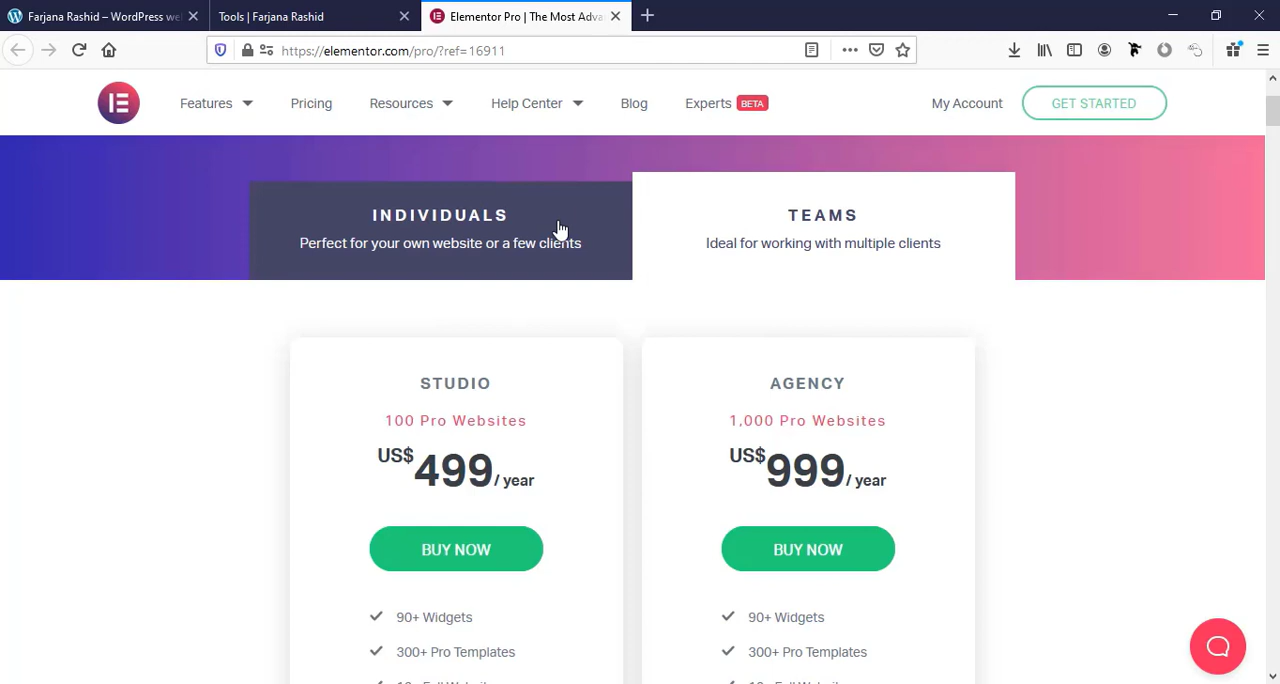 Farjana Rashid – WordPress we
Tools | Farjana Rashid
Elementor Pro | The Most Adva
https://elementor.com/pro/?ref=16911
Features
Pricing
Resources
Help Center
Blog
Experts BETA
My Account
GET STARTED
INDIVIDUALS
Perfect for your own website or a few clients
TEAMS
Ideal for working with multiple clients
STUDIO
100 Pro Websites
US$499/ year
BUY NOW
90+ Widgets
300+ Pro Templates
AGENCY
1,000 Pro Websites
US$999/ year
BUY NOW
90+ Widgets
300+ Pro Templates